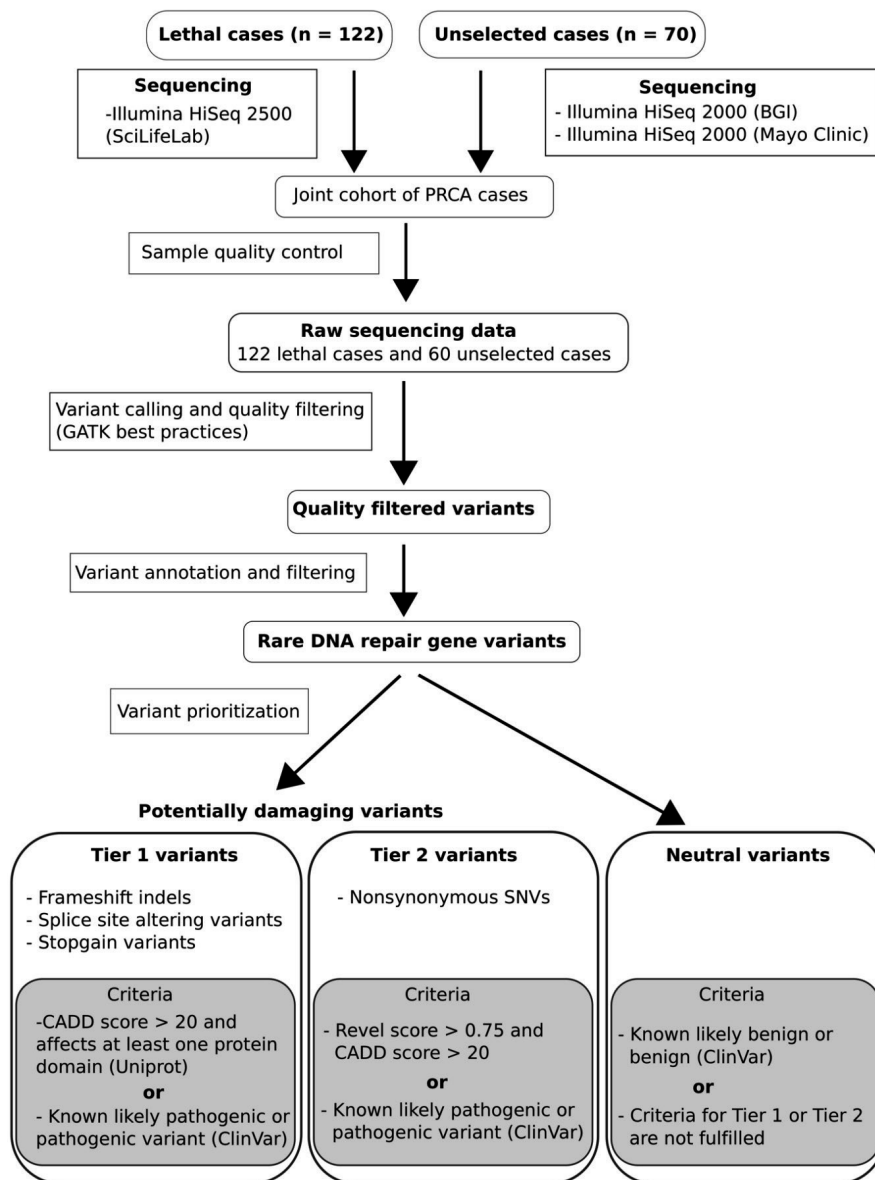 Lethal cases (n = 122)
Unselected cases (n = 70)
Sequencing
-Illumina HiSeq 2500
(SciLifeLab)
Sequencing
- Illumina HiSeq 2000 (BGI)
- Illumina HiSeq 2000 (Mayo Clinic)
Joint cohort of PRCA cases
Sample quality control
Raw sequencing data
122 lethal cases and 60 unselected cases
Variant calling and quality filtering
(GATK best practices)
Quality filtered variants
Variant annotation and filtering
Rare DNA repair gene variants
Variant prioritization
Potentially damaging variants
Tier 1 variants
- Frameshift indels
- Splice site altering variants
- Stopgain variants
Criteria
-CADD score > 20 and
affects at least one protein
domain (Uniprot)
or
- Known likely pathogenic or
pathogenic variant (ClinVar)
Tier 2 variants
- Nonsynonymous SNVs
Criteria
- Revel score > 0.75 and
CADD score > 20
or
- Known likely pathogenic or
pathogenic variant (ClinVar)
Neutral variants
Criteria
- Known likely benign or
benign (ClinVar)
or
- Criteria for Tier 1 or Tier 2
are not fulfilled